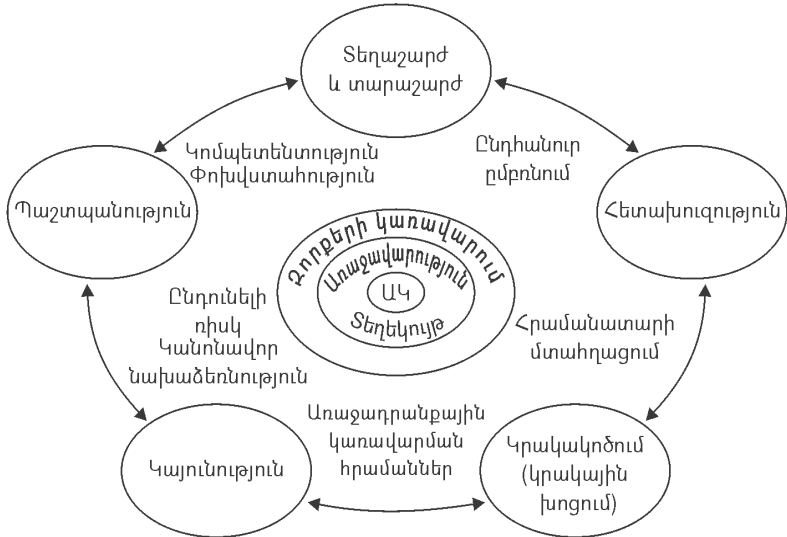 Տեղաշարժ
և տարաշարժ
Կոմպետենտություն
Փոխվստահություն
Ընդհանուր
ըմբռնում
Պաշտպանություն
Հետախուզություն
Զորքերի կառավարում
Առաջավարություն
ԱԿ
Տեղեկույթ
Ընդունելի
ռիսկ
Կանոնավոր
նախաձեռնություն
Հրամանատարի
մտահղացում
Առաջադրանքային
կառավարման
հրամաններ
Կայունություն
Կրակակոծում
(կրակային
խոցում)